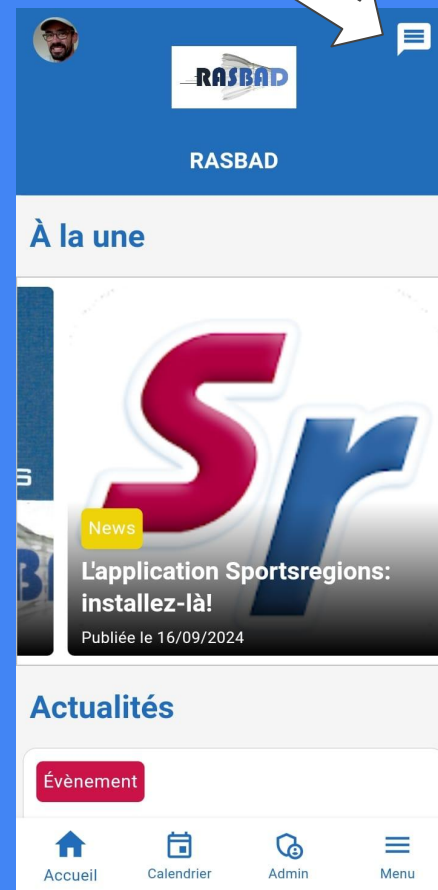 RASBAD
RASBAD
À la une
S
B
Sr
News
L'application Sportsregions:
installez-là!
Publiée le 16/09/2024
Actualités
Évènement
Accueil
Calendrier
Admin
Menu